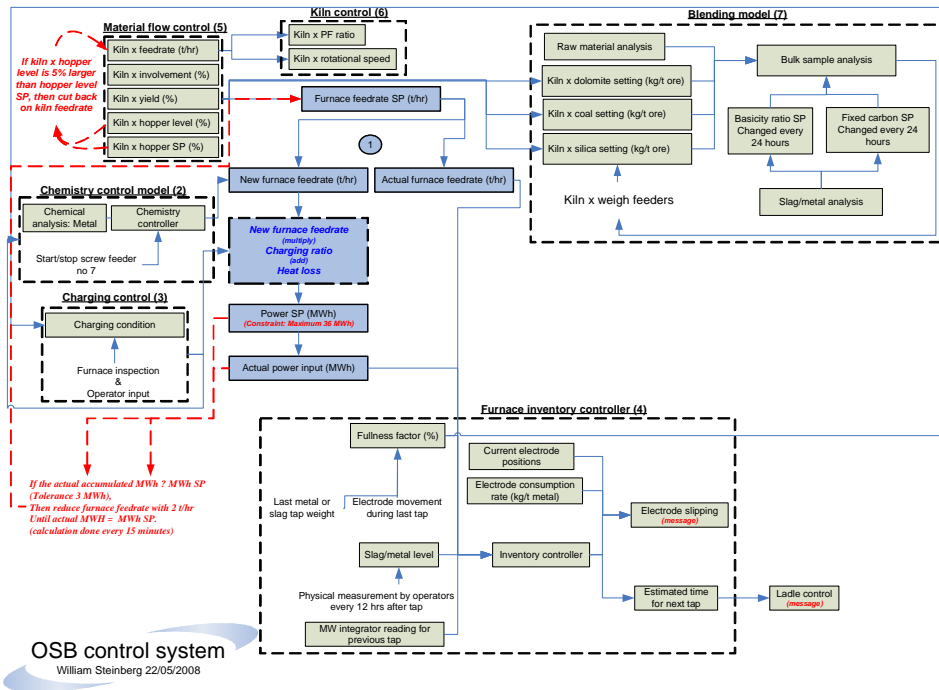 Material flow control (5)
Kiln x feedrate (t/hr)
Kiln x involvement (%)
Kiln x yield (%)
Kiln x hopper level (%)
Kiln x hopper SP (%)
If kiln x hopper
level is 5% larger
than hopper level
SP, then cut back
on kiln feedrate
Kiln control (6)
Kiln x PF ratio
Kiln x rotational speed
Furnace feedrate SP (t/hr)
1
New furnace feedrate (t/hr)
Actual furnace feedrate (t/hr)
New furnace feedrate
(multiply)
Charging ratio
(add)
Heat loss
Power SP (MWh)
(Constraint: Maximum 36 MWh)
Actual power input (MWh)
Blending model (7)
Raw material analysis
Bulk sample analysis
Kiln x dolomite setting (kg/t ore)
Kiln x coal setting (kg/t ore)
Kiln x silica setting (kg/t ore)
Basicity ratio SP
Changed every
24 hours
Fixed carbon SP
Changed every 24
hours
Kiln x weigh feeders
Slag/metal analysis
Chemistry control model (2)
Chemical
analysis: Metal
Chemistry
controller
Start/stop screw feeder
no 7
Charging control (3)
Charging condition
Furnace inspection
&
Operator input
If the actual accumulated MWh ? MWh SP
(Tolerance 3 MWh),
Then reduce furnace feedrate with 2 t/hr
Until actual MWH = MWh SP.
(calculation done every 15 minutes)
Furnace inventory controller (4)
Fullness factor (%)
Current electrode
positions
Electrode consumption
rate (kg/t metal)
Last metal or
slag tap weight
Electrode movement
during last tap
Electrode slipping
(message)
Slag/metal level
Inventory controller
Physical measurement by operators
every 12 hrs after tap
Estimated time
for next tap
Ladle control
(message)
MW integrator reading for
previous tap
OSB control system
William Steinberg 22/05/2008